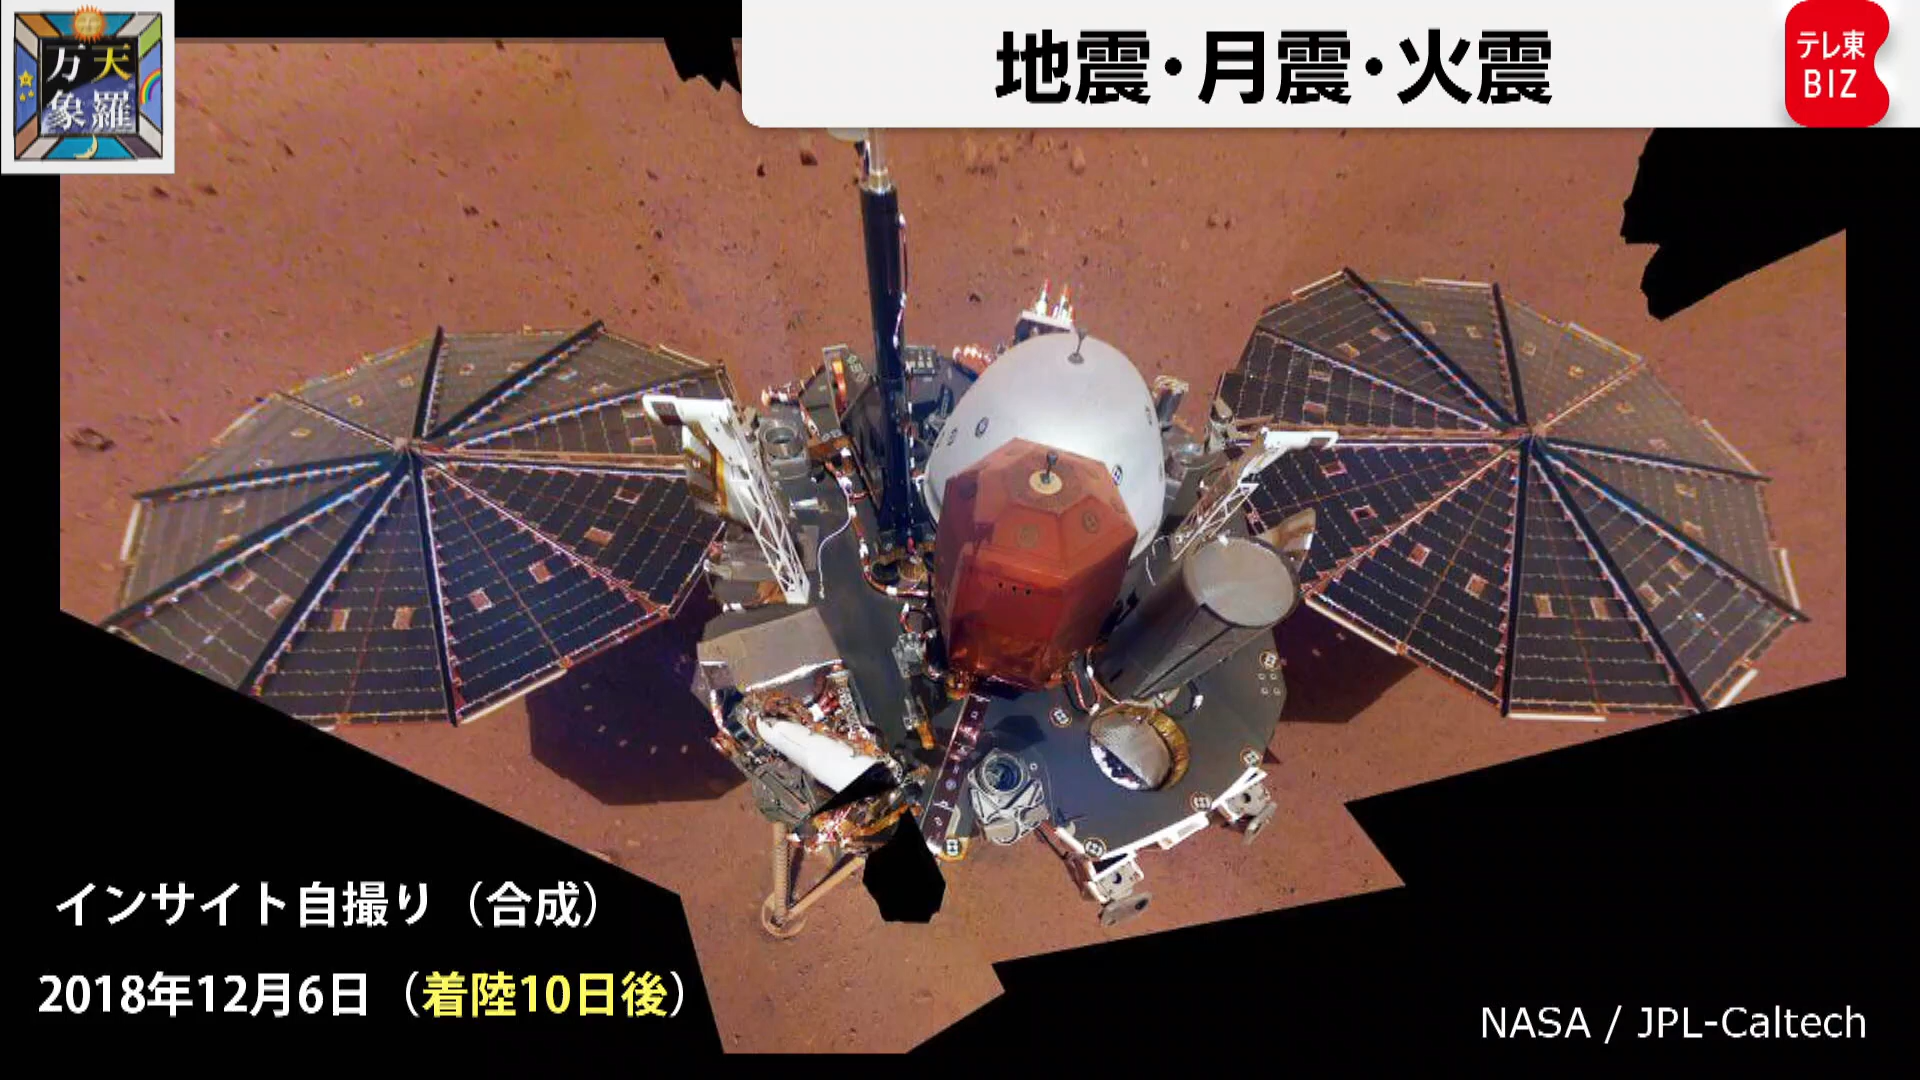 天羅
万象
地震・月震・火震
テレ東
BIZ
インサイト自撮り（合成）
2018年12月6日（着陸10日後）
NASA / JPL-Caltech